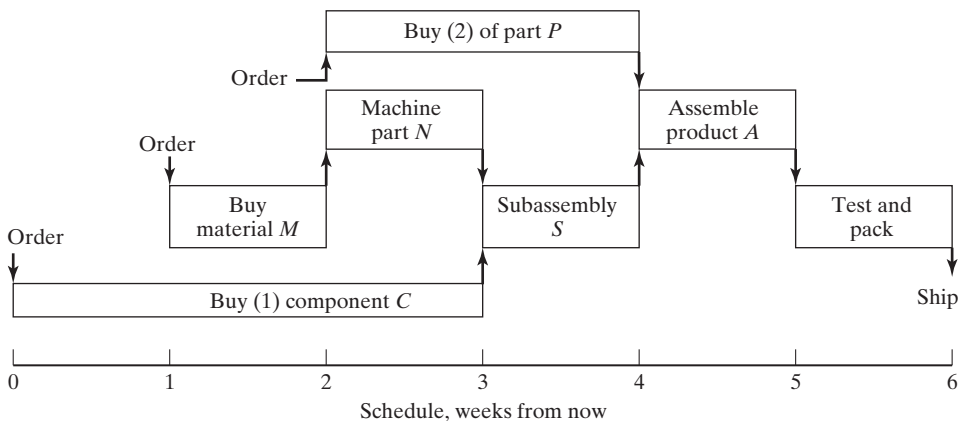 Buy (2) of part P
Order
Machine
part N
Assemble
product A
Order
Buy
material M
Subassembly
S
Test and
pack
Order
Buy (1) component C
Ship
0 1 2 3 4 5 6
Schedule, weeks from now